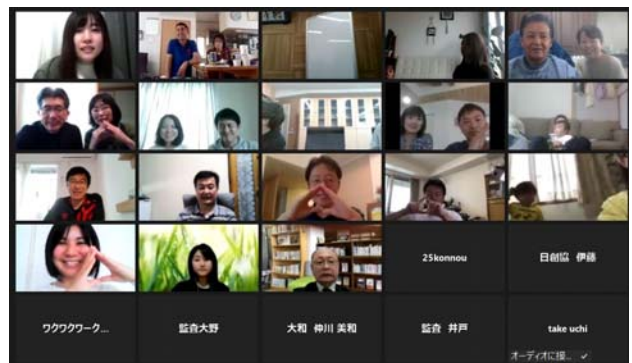 25konnou
日創協 伊藤
ワクワクワーク...
監査大野
大和 仲川 美和
監査 井戸
take uchi
オーディオに接...